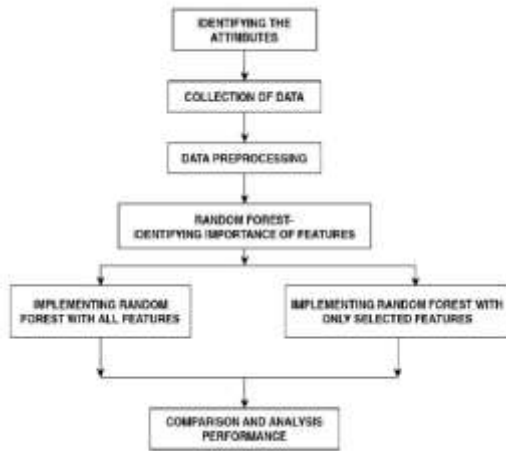 IDENTIFYING THE
ATTRIBUTES
COLLECTION OF DATA
DATA PREPROCESSING
RANDOM FOREST-
IDENTIFYING IMPORTANCE OF FEATURES
IMPLEMENTING RANDOM
FOREST WITH ALL FEATURES
IMPLEMENTING RANDOM FOREST WITH
ONLY SELECTED FEATURES
COMPARISON AND ANALYSIS
PERFORMANCE